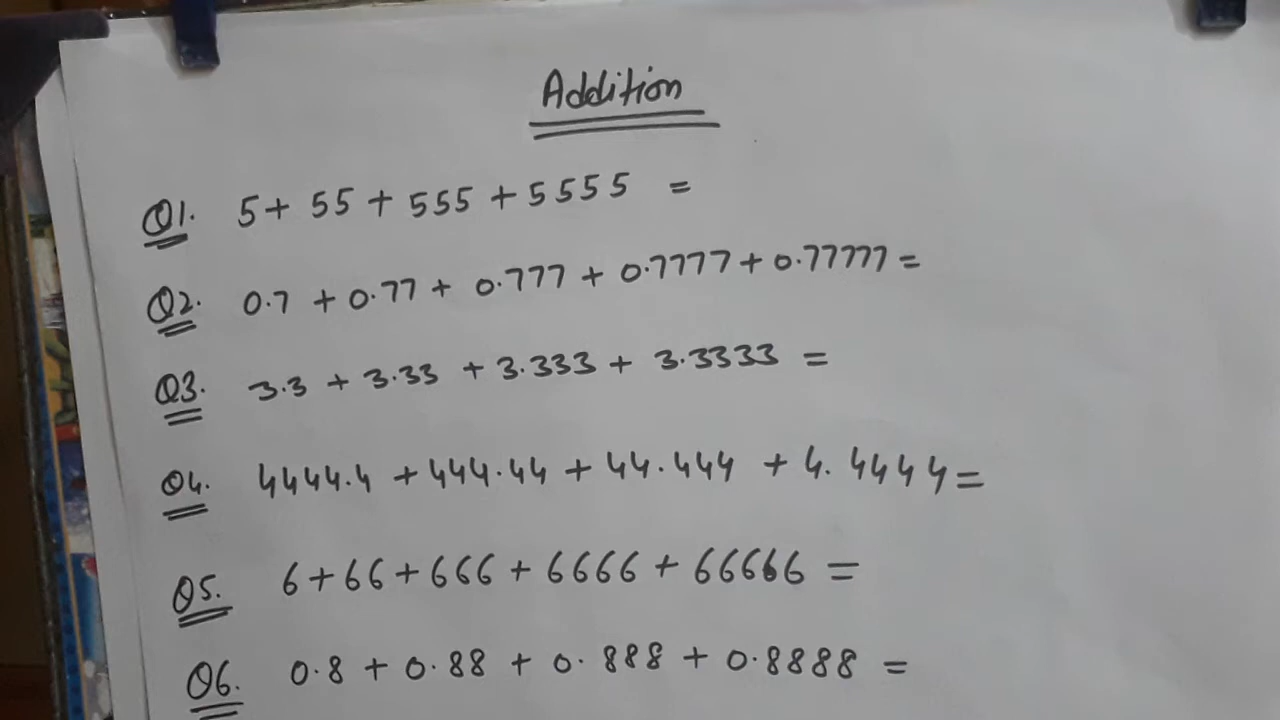 Addition
Q1. 5 + 55 + 555 + 5555 =
Q2. 0.7 + 0.77 + 0.777 + 0.7777 + 0.77777 =
Q3. 3.3 + 3.33 + 3.333 + 3.3333 =
Q4. 4444.4 + 444.44 + 44.444 + 4.4444 =
Q5. 6 + 66 + 666 + 6666 + 66666 =
Q6. 0.8 + 0.88 + 0.888 + 0.8888 =